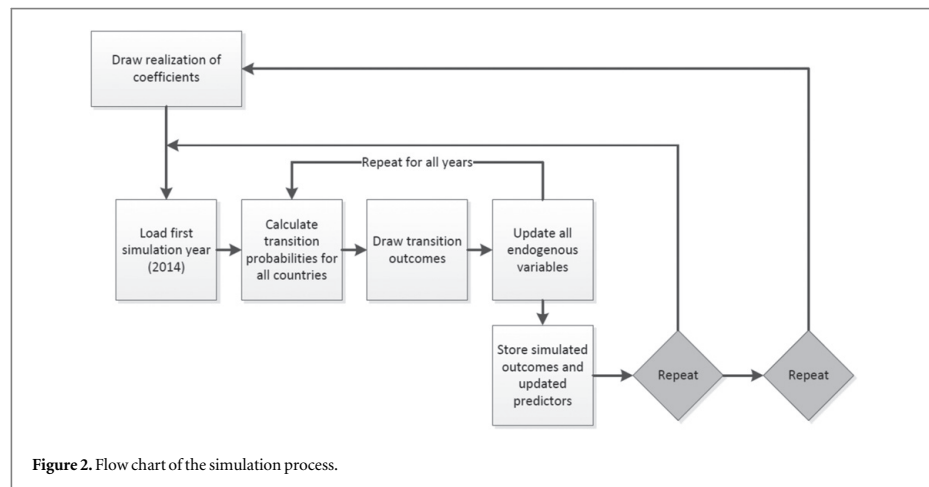 Draw realization of
coefficients
Repeat for all years
Load first
simulation year
(2014)
Calculate
transition
probabilities for
all countries
Draw transition
outcomes
Update all
endogenous
variables
Store simulated
outcomes and
updated
predictors
Repeat
Repeat
Figure 2. Flow chart of the simulation process.